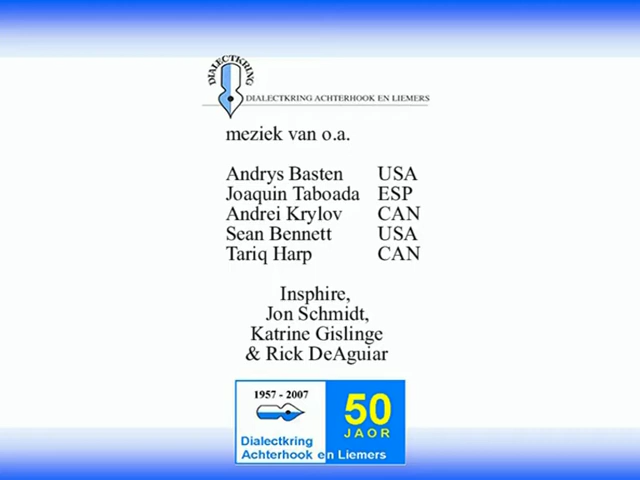 DIALECTKRING
DIALECTKRING ACHTERHOOK EN LIEMERS
meziek van o.a.
Andrys Basten USA
Joaquin Taboada ESP
Andrei Krylov CAN
Sean Bennett USA
Tariq Harp CAN
Insphire,
Jon Schmidt,
Katrine Gislinge
& Rick DeAguiar
1957 - 2007
50
JAOR
Dialectkring
Achterhook en Liemers